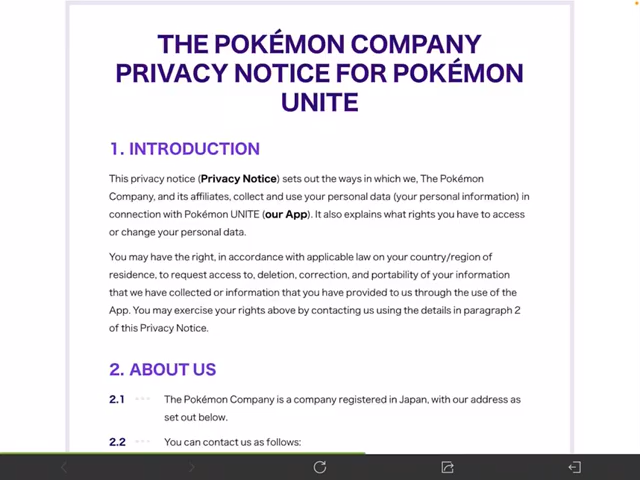 THE POKÉMON COMPANY
PRIVACY NOTICE FOR POKÉMON
UNITE
1. INTRODUCTION
This privacy notice (Privacy Notice) sets out the ways in which we, The Pokémon
Company, and its affiliates, collect and use your personal data (your personal information) in
connection with Pokémon UNITE (our App). It also explains what rights you have to access
or change your personal data.
You may have the right, in accordance with applicable law on your country/region of
residence, to request access to, deletion, correction, and portability of your information
that we have collected or information that you have provided to us through the use of the
App. You may exercise your rights above by contacting us using the details in paragraph 2
of this Privacy Notice.
2. ABOUT US
2.1 The Pokémon Company is a company registered in Japan, with our address as
set out below.
2.2 You can contact us as follows: